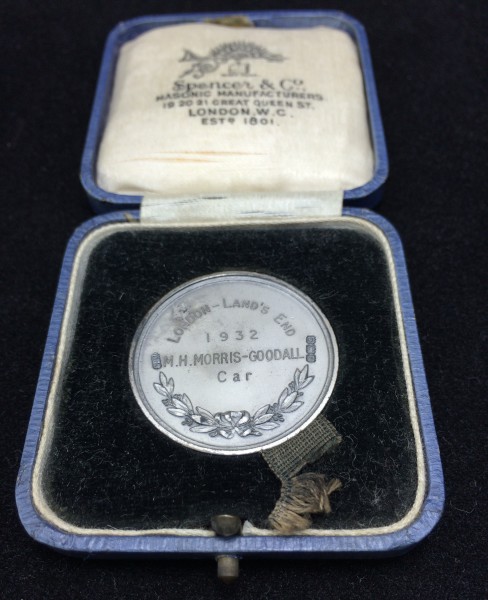 Spencer & Co
MASONIC MANUFACTURERS.
19 20 21 GREAT QUEEN ST.
LONDON, W.C.
ESTD 1801.
LONDON-LAND'S END
1932
M.H. MORRIS-GOODALL
Car